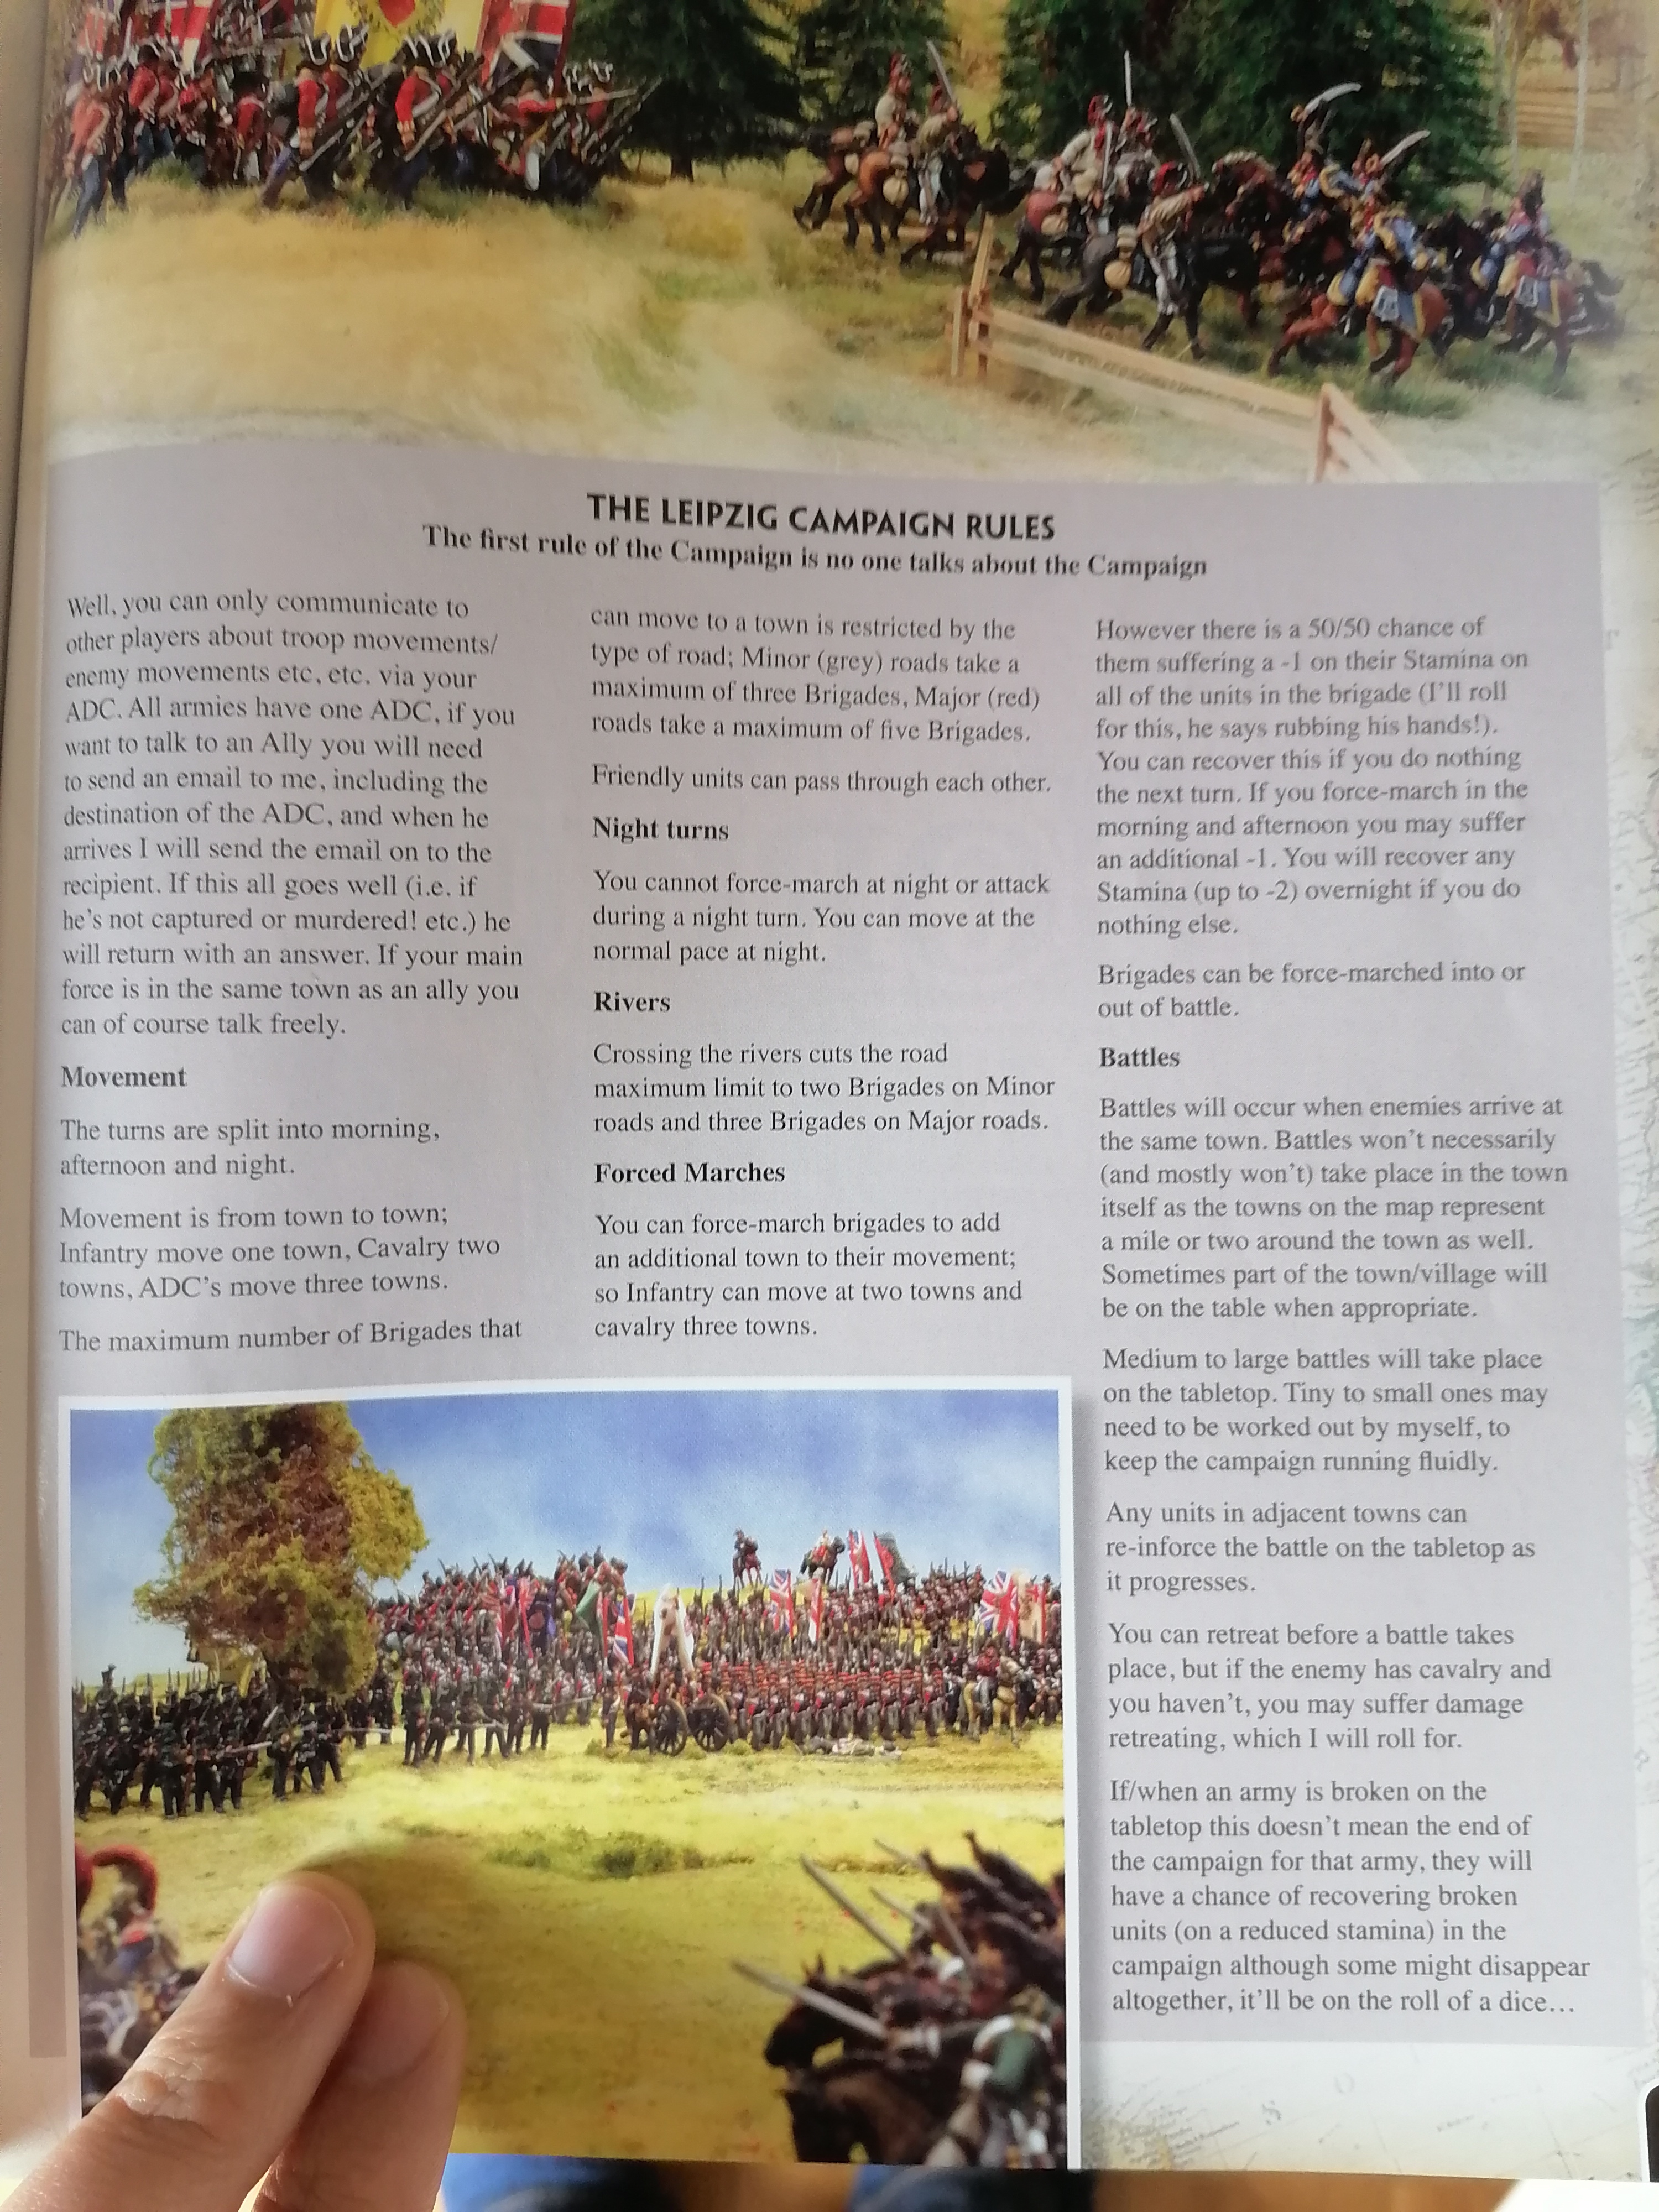 THE LEIPZIG CAMPAIGN RULES
The first rule of the Campaign is no one talks about the Campaign
Well, you can only communicate to
other players about troop movements/
enemy movements etc, etc. via your
ADC. All armies have one ADC, if you
want to talk to an Ally you will need
to send an email to me, including the
destination of the ADC, and when he
arrives I will send the email on to the
recipient. If this all goes well (i.e. if
he's not captured or murdered! etc.) he
will return with an answer. If your main
force is in the same town as an ally you
can of course talk freely.
Movement
The turns are split into morning,
afternoon and night.
Movement is from town to town;
Infantry move one town, Cavalry two
towns, ADC's move three towns.
The maximum number of Brigades that
can move to a town is restricted by the
type of road; Minor (grey) roads take a
maximum of three Brigades, Major (red)
roads take a maximum of five Brigades.
Friendly units can pass through each other.
Night turns
You cannot force-march at night or attack
during a night turn. You can move at the
normal pace at night.
Rivers
Crossing the rivers cuts the road
maximum limit to two Brigades on Minor
roads and three Brigades on Major roads.
Forced Marches
You can force-march brigades to add
an additional town to their movement;
so Infantry can move at two towns and
cavalry three towns.
However there is a 50/50 chance of
them suffering a -1 on their Stamina on
all of the units in the brigade (I'll roll
for this, he says rubbing his hands!).
You can recover this if you do nothing
the next turn. If you force-march in the
morning and afternoon you may suffer
an additional -1. You will recover any
Stamina (up to -2) overnight if you do
nothing else.
Brigades can be force-marched into or
out of battle.
Battles
Battles will occur when enemies arrive at
the same town. Battles won't necessarily
(and mostly won't) take place in the town
itself as the towns on the map represent
a mile or two around the town as well.
Sometimes part of the town/village will
be on the table when appropriate.
Medium to large battles will take place
on the tabletop. Tiny to small ones may
need to be worked out by myself, to
keep the campaign running fluidly.
Any units in adjacent towns can
re-inforce the battle on the tabletop as
it progresses.
You can retreat before a battle takes
place, but if the enemy has cavalry and
you haven't, you may suffer damage
retreating, which I will roll for.
If/when an army is broken on the
tabletop this doesn't mean the end of
the campaign for that army, they will
have a chance of recovering broken
units (on a reduced stamina) in the
campaign although some might disappear
altogether, it'll be on the roll of a dice…